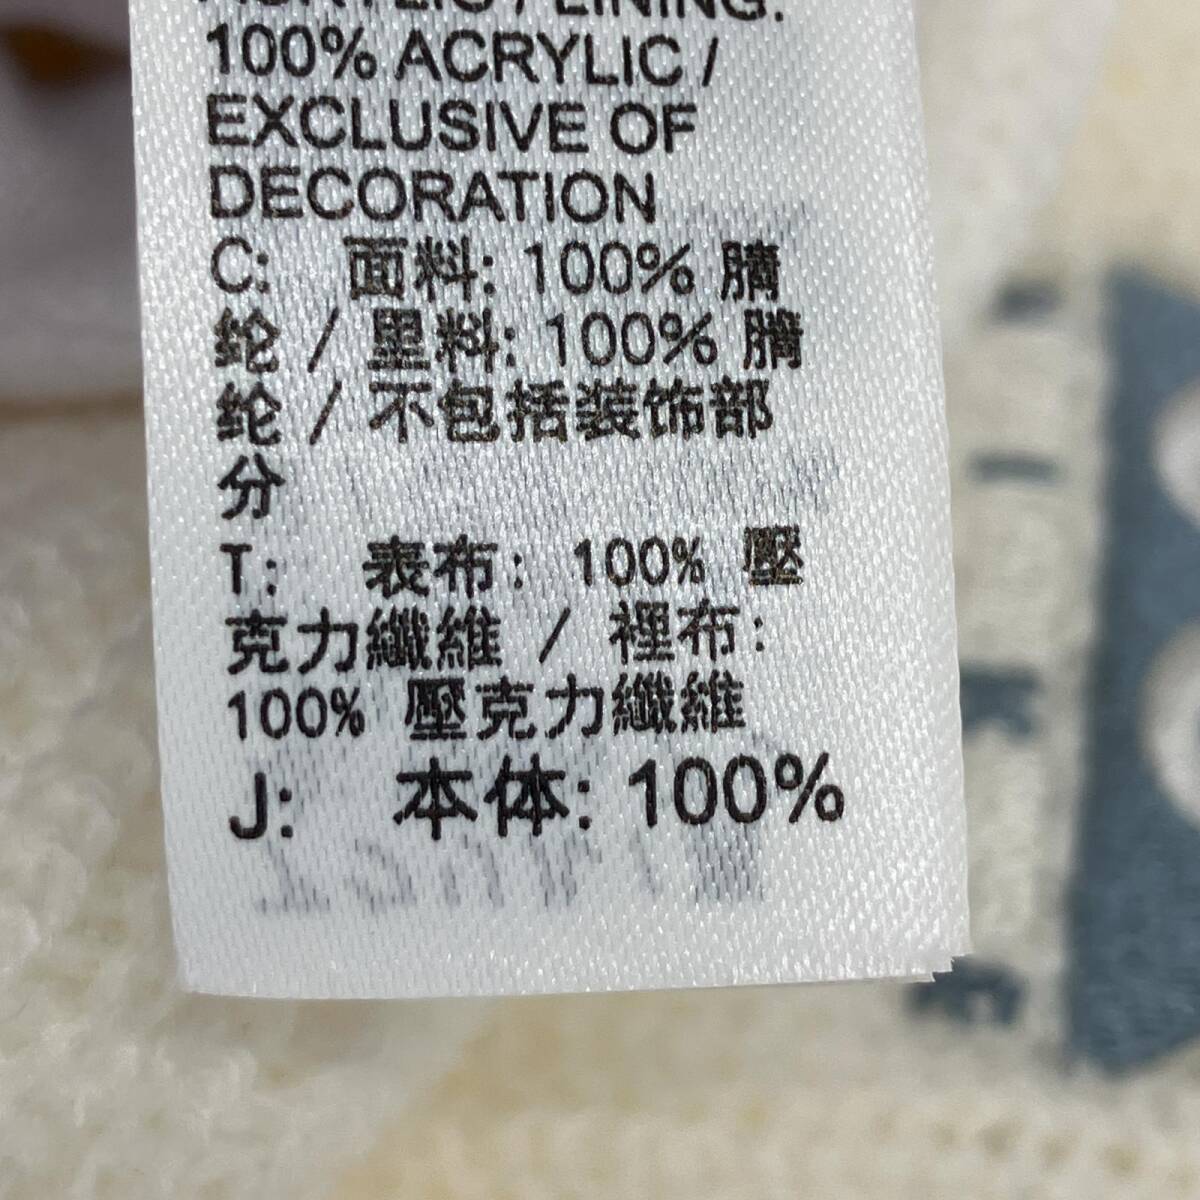 ACRYLIC / LINING:
100% ACRYLIC /
EXCLUSIVE OF
DECORATION
C: 面料: 100% 腈
纶 / 里料: 100% 腈
纶 / 不包括装饰部
分
T: 表布: 100% 壓
克力纖維 / 裡布:
100% 壓克力纖維
J: 本体: 100%